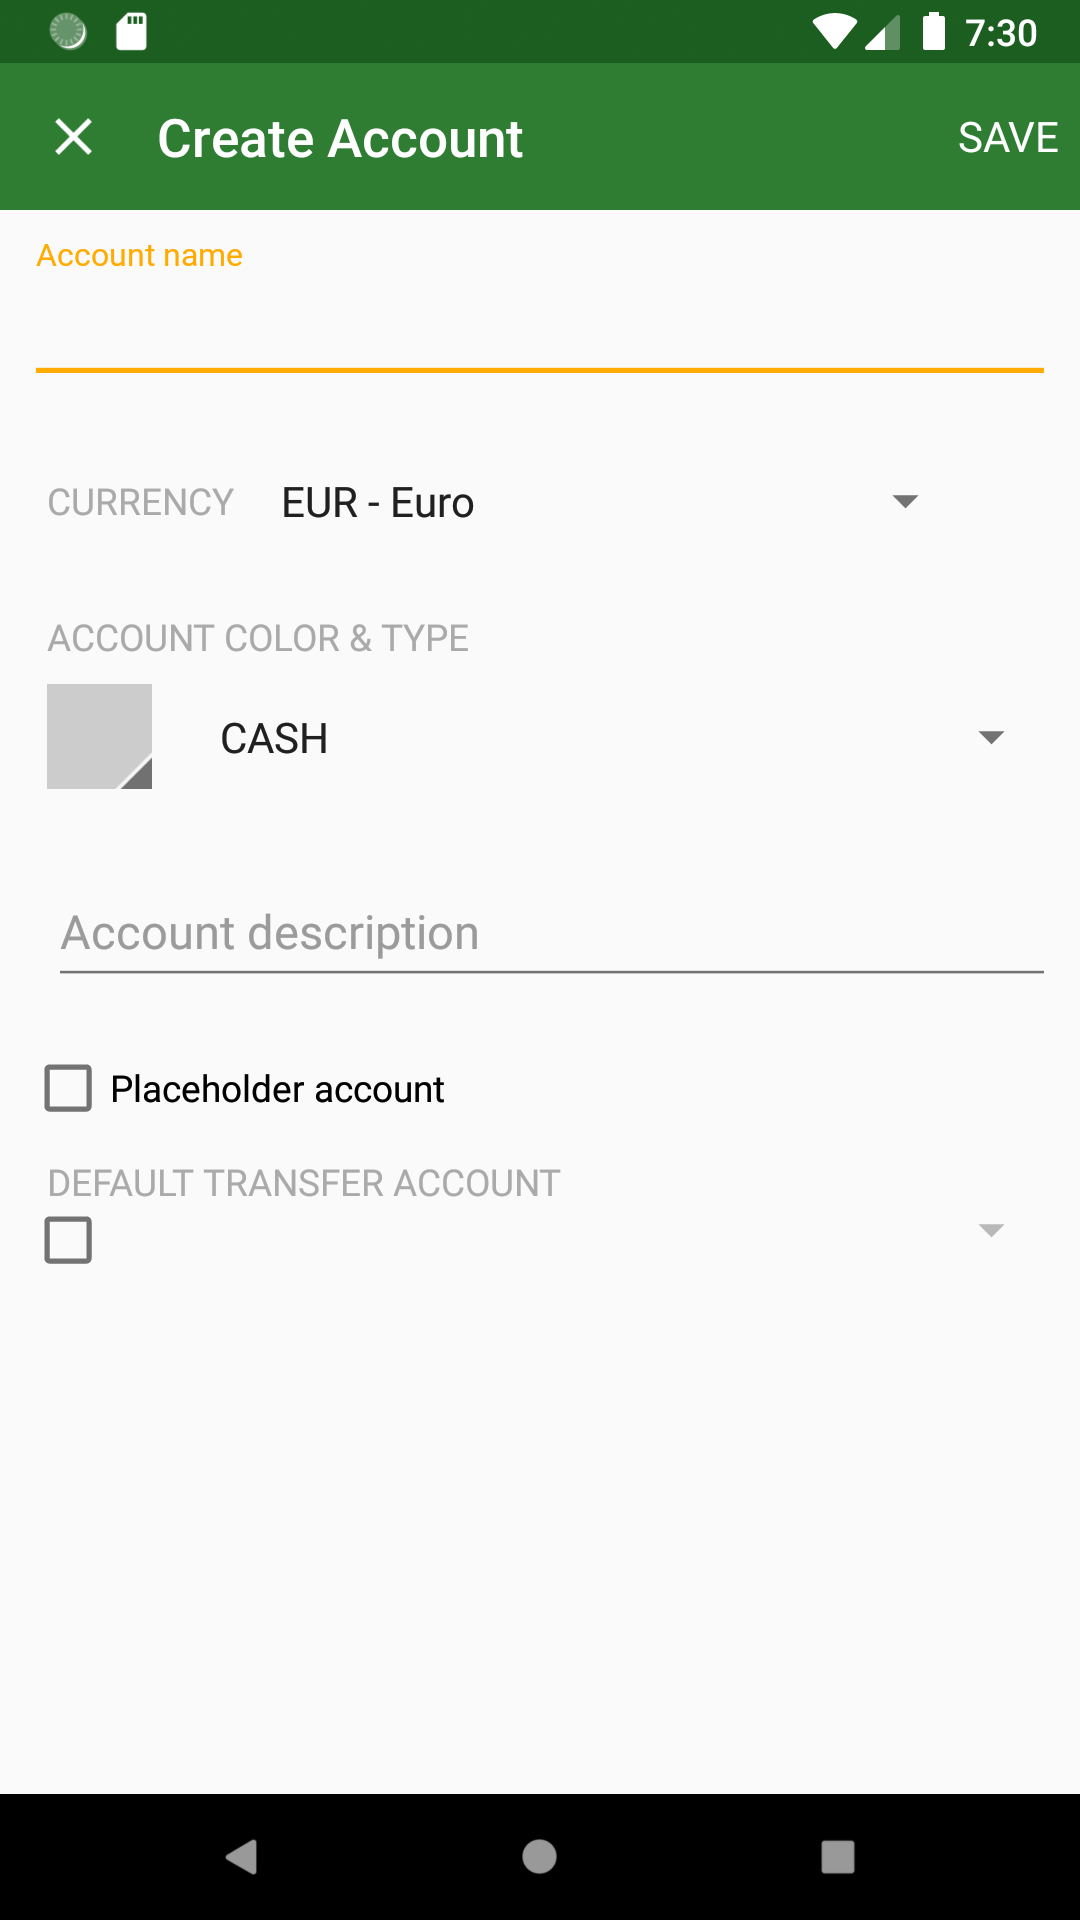 7:30
Create Account
SAVE
Account name
CURRENCY
EUR - Euro
ACCOUNT COLOR & TYPE
CASH
Account description
Placeholder account
DEFAULT TRANSFER ACCOUNT